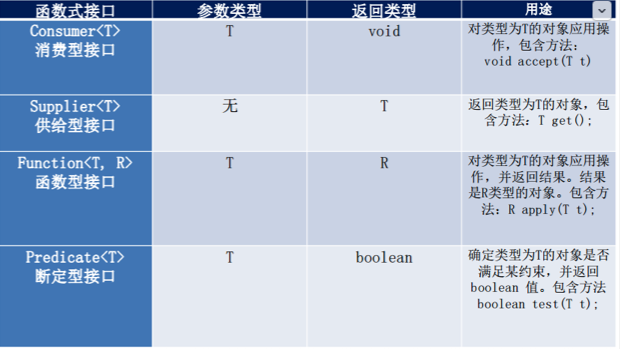 函数式接口 参数类型 返回类型 用途
Consumer<T>
消费型接口
T
void
对类型为T的对象应用操
作，包含方法：
void accept(T t)
Supplier<T>
供给型接口
无
T
返回类型为T的对象，包
含方法：T get();
Function<T, R>
函数型接口
T
R
对类型为T的对象应用操
作，并返回结果。结果
是R类型的对象。包含方
法：R apply(T t);
Predicate<T>
断定型接口
T
boolean
确定类型为T的对象是否
满足某约束，并返回
boolean 值。包含方法
boolean test(T t);